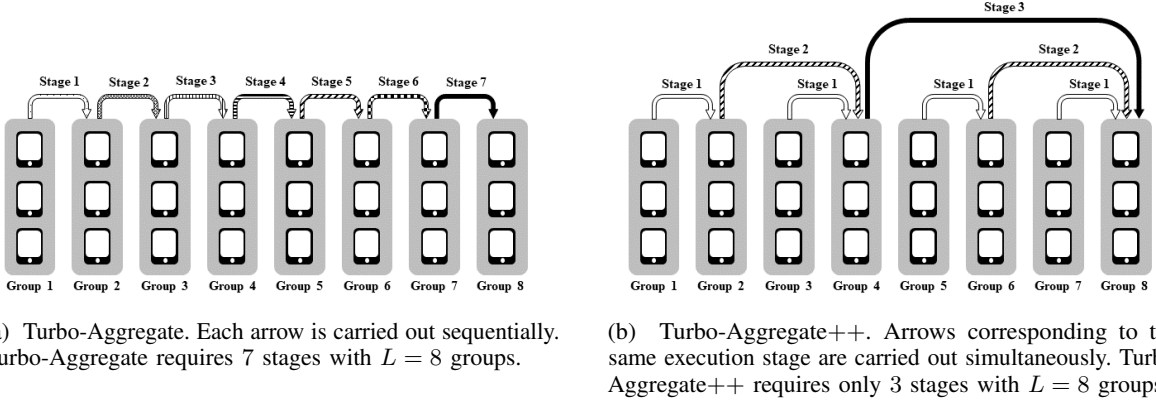 Stage 1 Stage 2 Stage 3 Stage 4 Stage 5 Stage 6 Stage 7
Group 1 Group 2 Group 3 Group 4 Group 5 Group 6 Group 7 Group 8
) Turbo-Aggregate. Each arrow is carried out sequentially.
urbo-Aggregate requires 7 stages with L = 8 groups.
Stage 3
Stage 2 Stage 2
Stage 1 Stage 1 Stage 1 Stage 1
Group 1 Group 2 Group 3 Group 4 Group 5 Group 6 Group 7 Group 8
(b) Turbo-Aggregate++. Arrows corresponding to t
same execution stage are carried out simultaneously. Turb
Aggregate++ requires only 3 stages with L = 8 groups